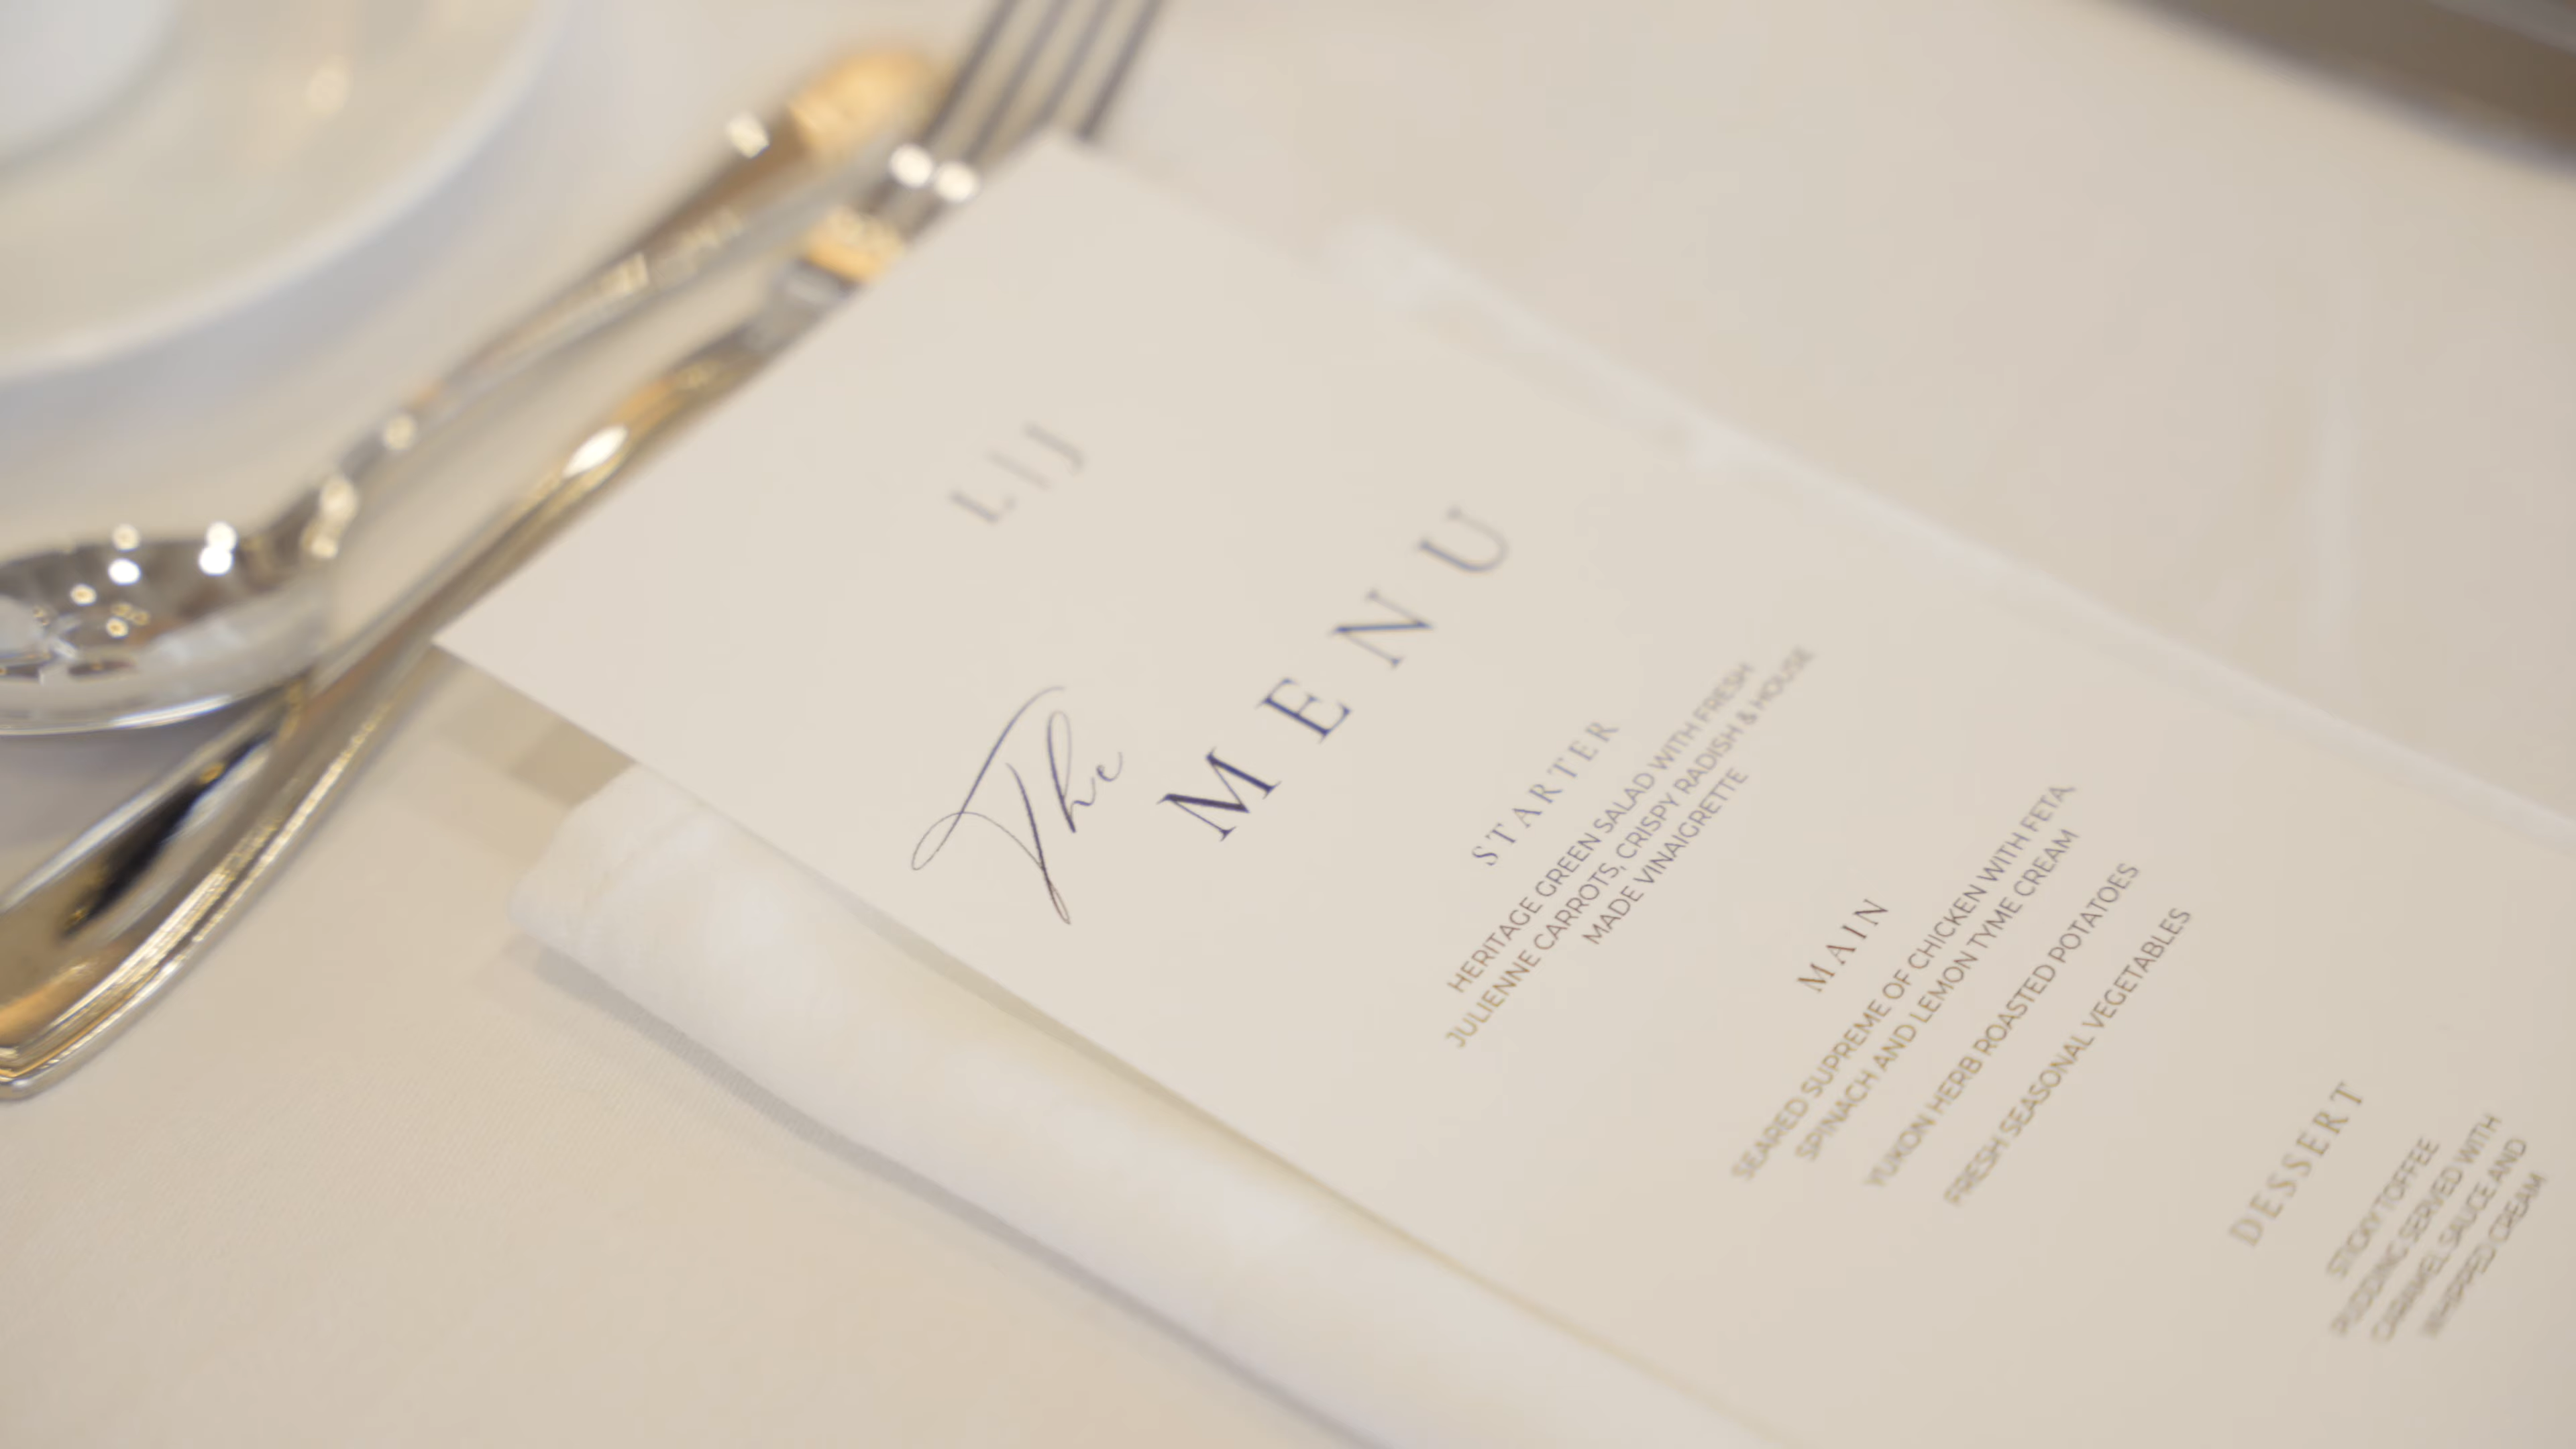 L | J
The
MENU
STARTER
HERITAGE GREEN SALAD WITH FRESH
JULIENNE CARROTS, CRISPY RADISH & HOUSE
MADE VINAIGRETTE
MAIN
SEARED SUPREME OF CHICKEN WITH FETA,
SPINACH AND LEMON TYME CREAM
YUKON HERB ROASTED POTATOES
FRESH SEASONAL VEGETABLES
DESSERT
STICKY TOFFEE
PUDDING SERVED WITH
CARAMEL SAUCE AND
WHIPPED CREAM